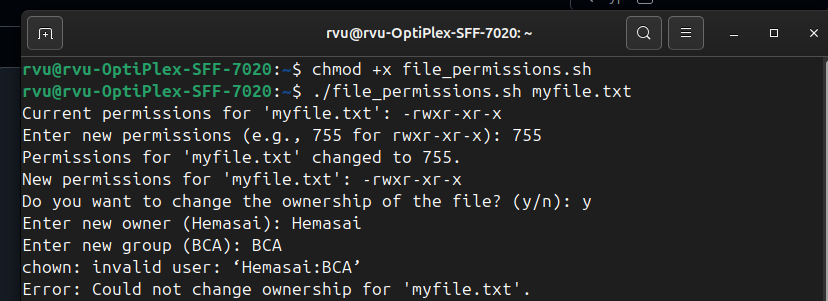 rvu@rvu-OptiPlex-SFF-7020: ~
rvu@rvu-OptiPlex-SFF-7020:~$ chmod +x file_permissions.sh
rvu@rvu-OptiPlex-SFF-7020:~$ ./file_permissions.sh myfile.txt
Current permissions for 'myfile.txt': -rwxr-xr-x
Enter new permissions (e.g., 755 for rwxr-xr-x): 755
Permissions for 'myfile.txt' changed to 755.
New permissions for 'myfile.txt': -rwxr-xr-x
Do you want to change the ownership of the file? (y/n): y
Enter new owner (Hemasai): Hemasai
Enter new group (BCA): BCA
chown: invalid user: ‘Hemasai:BCA’
Error: Could not change ownership for 'myfile.txt'.